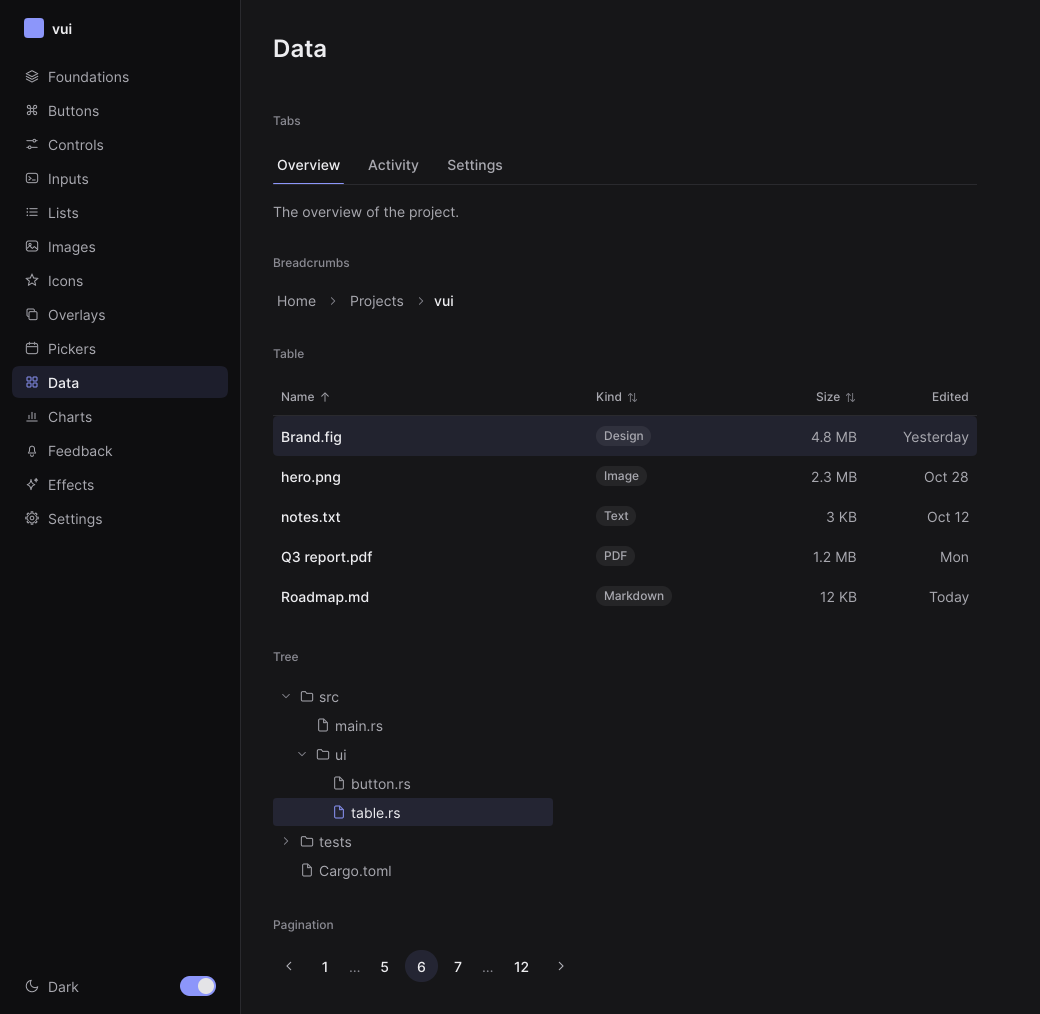 vui
Foundations
Buttons
Controls
Inputs
Lists
Images
Icons
Overlays
Pickers
Data
Charts
Feedback
Effects
Settings
Dark
Data
Tabs
Overview Activity Settings
The overview of the project.
Breadcrumbs
Home Projects vui
Table
Name Kind Size Edited
Brand.fig Design 4.8 MB Yesterday
hero.png Image 2.3 MB Oct 28
notes.txt Text 3 KB Oct 12
Q3 report.pdf PDF 1.2 MB Mon
Roadmap.md Markdown 12 KB Today
Tree
src
main.rs
ui
button.rs
table.rs
tests
Cargo.toml
Pagination
1 ... 5 6 7 ... 12